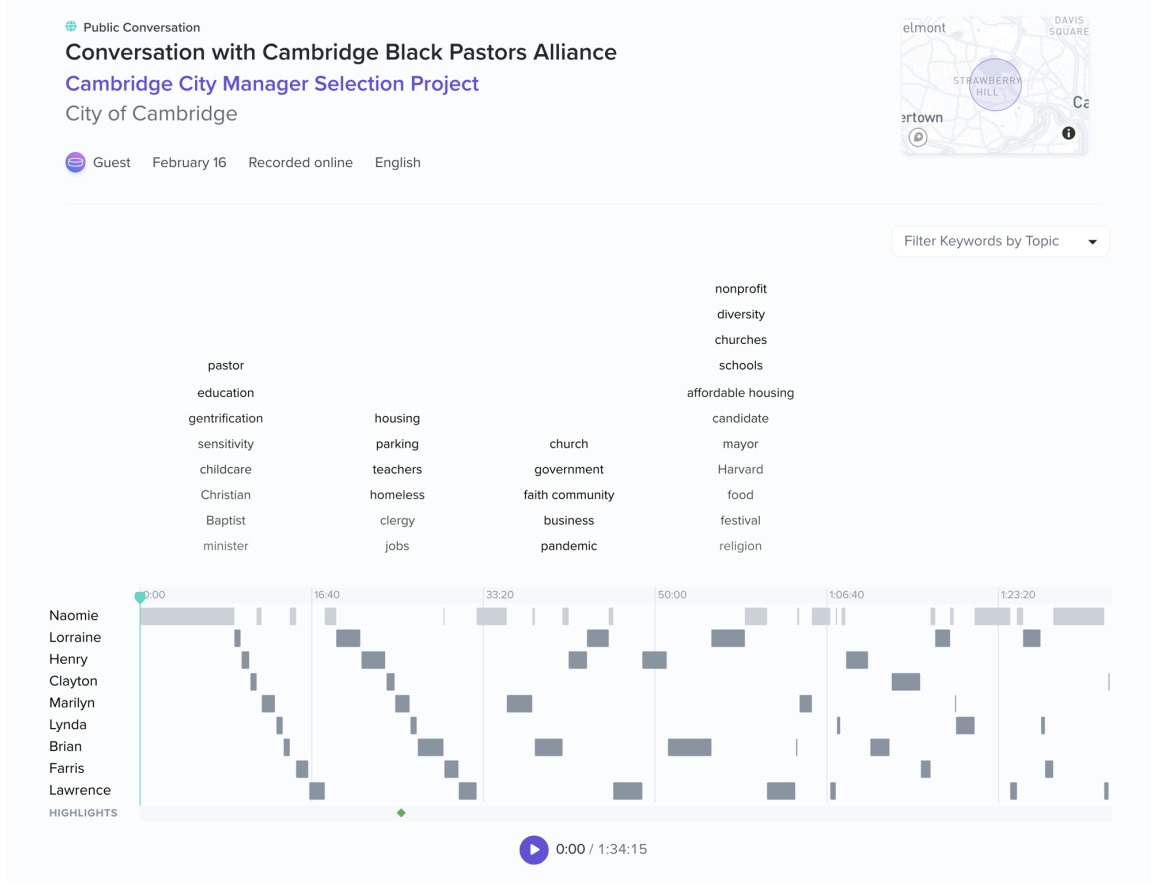 Public Conversation
Conversation with Cambridge Black Pastors Alliance
Cambridge City Manager Selection Project
City of Cambridge
Guest February 16 Recorded online English
elmont
DAVIS
SQUARE
STRAWBERRY
HILL
Ca
ertown
Filter Keywords by Topic
pastor
education
gentrification
sensitivity
childcare
Christian
Baptist
minister
housing
parking
teachers
homeless
clergy
jobs
church
government
faith community
business
pandemic
nonprofit
diversity
churches
schools
affordable housing
candidate
mayor
Harvard
food
festival
religion
0:00 16:40 33:20 50:00 1:06:40 1:23:20
Naomie
Lorraine
Henry
Clayton
Marilyn
Lynda
Brian
Farris
Lawrence
HIGHLIGHTS
0:00 / 1:34:15